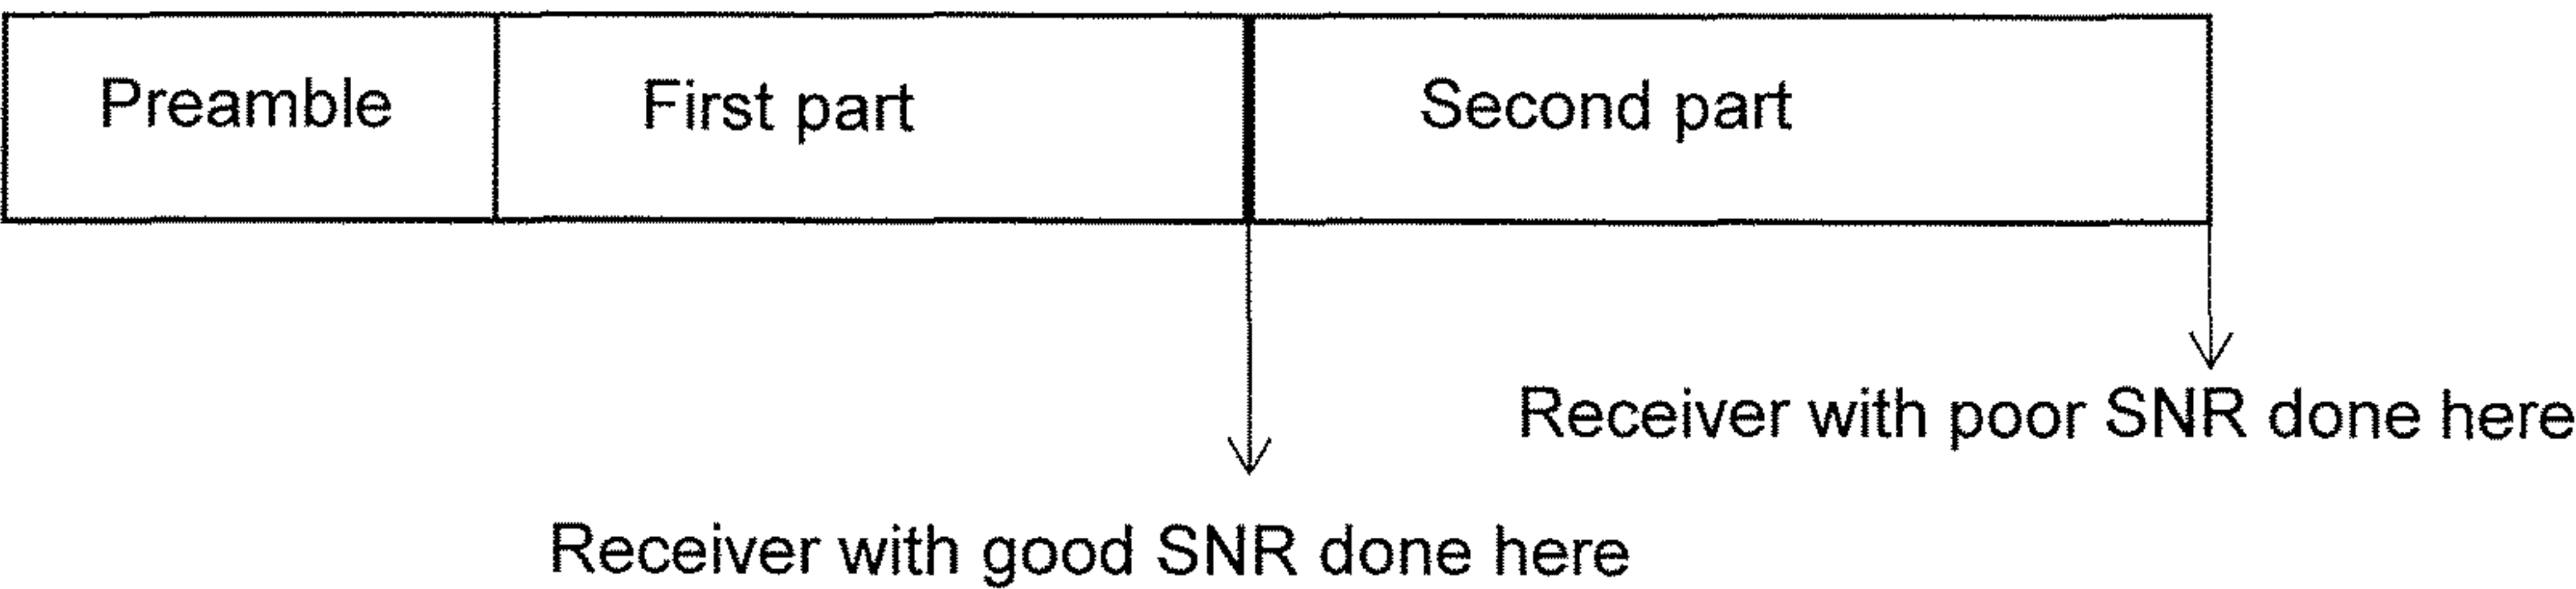 Preamble
First part
Second part
Receiver with poor SNR done here
Receiver with good SNR done here